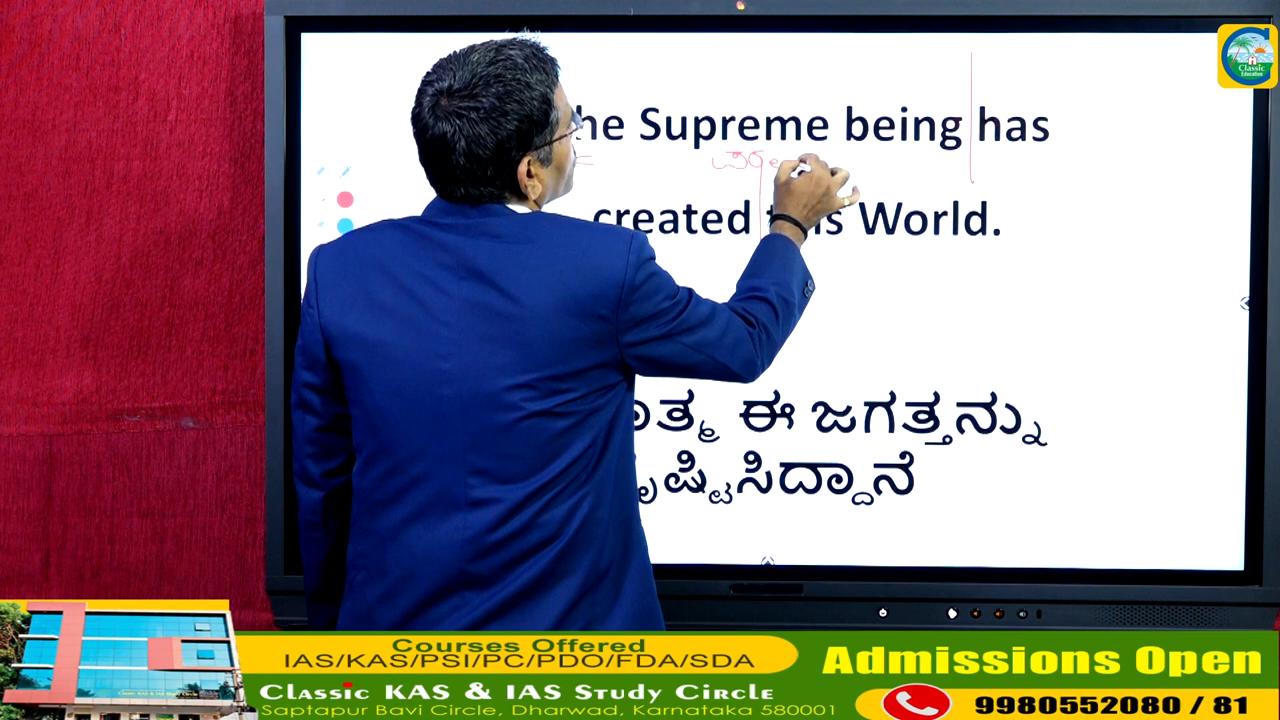 he Supreme being has
created this World.
ಈ ಜಗತ್ತನ್ನು
Classic
Education
Courses Offered
IAS/KAS/PSI/PC/PDO/FDA/SDA
Admissions Open
Classic KAS & IAS Study Circle
Saptapur Bavi Circle, Dharwad, Karnataka 580001
9980552080 / 81